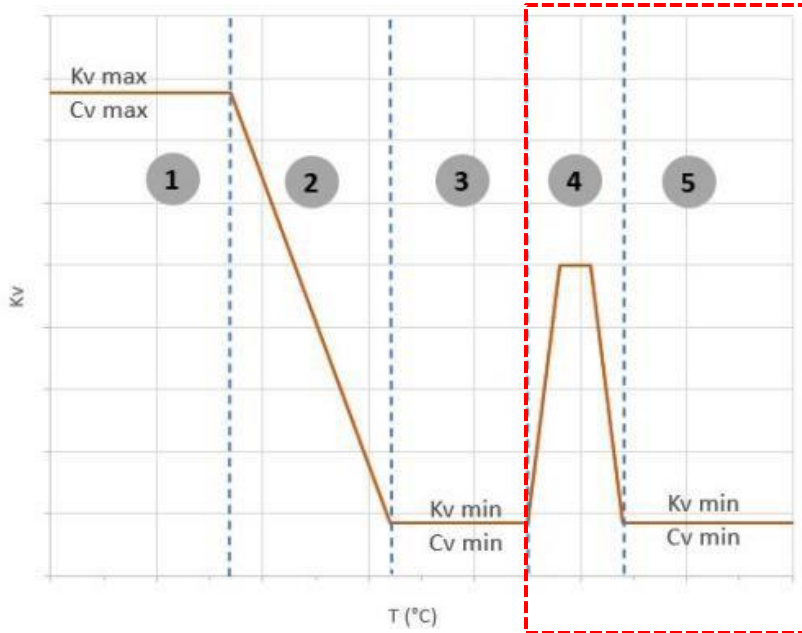 Kv max
Cv max
1
2
3
4
5
Kv
Kv min
Cv min
Kv min
Cv min
T (°C)